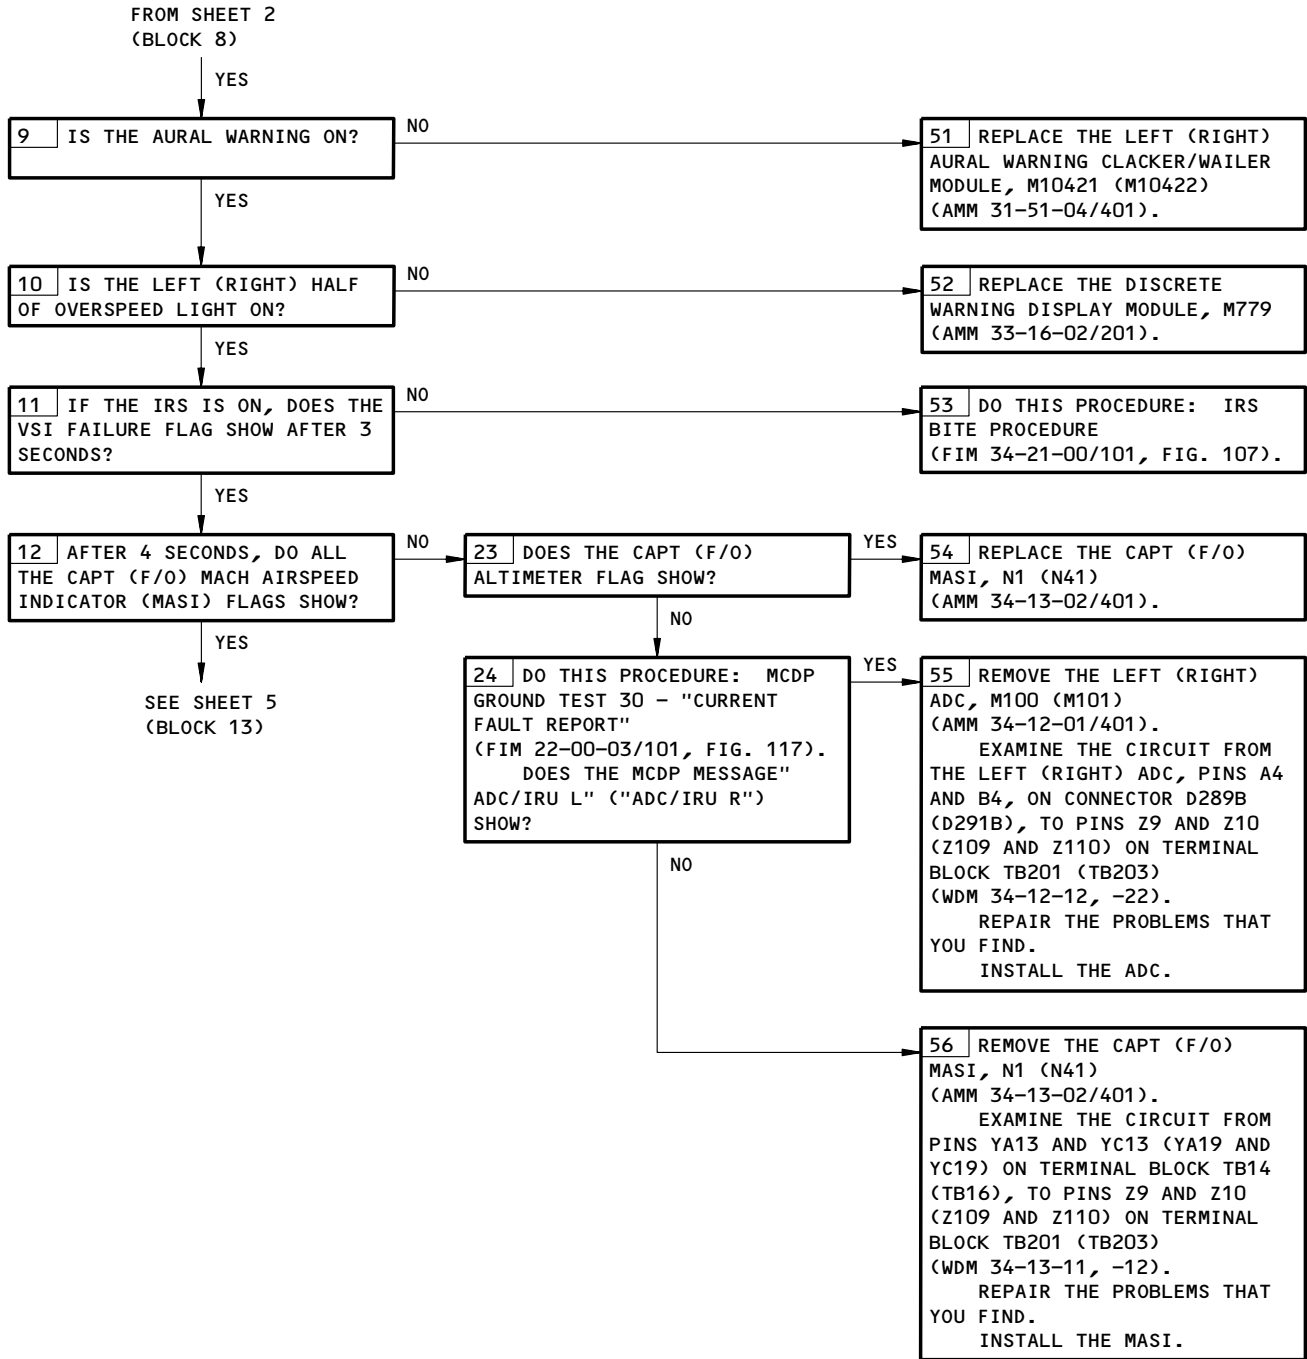 FROM SHEET 2
(BLOCK 8)
YES
9 IS THE AURAL WARNING ON?
NO
51 REPLACE THE LEFT (RIGHT)
AURAL WARNING CLACKER/WAILER
MODULE, M10421 (M10422)
(AMM 31-51-04/401).
YES
10 IS THE LEFT (RIGHT) HALF
OF OVERSPEED LIGHT ON?
NO
52 REPLACE THE DISCRETE
WARNING DISPLAY MODULE, M779
(AMM 33-16-02/201).
YES
11 IF THE IRS IS ON, DOES THE
VSI FAILURE FLAG SHOW AFTER 3
SECONDS?
NO
53 DO THIS PROCEDURE: IRS
BITE PROCEDURE
(FIM 34-21-00/101, FIG. 107).
YES
12 AFTER 4 SECONDS, DO ALL
THE CAPT (F/O) MACH AIRSPEED
INDICATOR (MASI) FLAGS SHOW?
NO
23 DOES THE CAPT (F/O)
ALTIMETER FLAG SHOW?
YES
54 REPLACE THE CAPT (F/O)
MASI, N1 (N41)
(AMM 34-13-02/401).
YES
SEE SHEET 5
(BLOCK 13)
NO
24 DO THIS PROCEDURE: MCDP
GROUND TEST 30 - "CURRENT
FAULT REPORT"
(FIM 22-00-03/101, FIG. 117).
DOES THE MCDP MESSAGE"
ADC/IRU L" ("ADC/IRU R")
SHOW?
YES
55 REMOVE THE LEFT (RIGHT)
ADC, M100 (M101)
(AMM 34-12-01/401).
EXAMINE THE CIRCUIT FROM
THE LEFT (RIGHT) ADC, PINS A4
AND B4, ON CONNECTOR D289B
(D291B), TO PINS Z9 AND Z10
(Z109 AND Z110) ON TERMINAL
BLOCK TB201 (TB203)
(WDM 34-12-12, -22).
REPAIR THE PROBLEMS THAT
YOU FIND.
INSTALL THE ADC.
NO
56 REMOVE THE CAPT (F/O)
MASI, N1 (N41)
(AMM 34-13-02/401).
EXAMINE THE CIRCUIT FROM
PINS YA13 AND YC13 (YA19 AND
YC19) ON TERMINAL BLOCK TB14
(TB16), TO PINS Z9 AND Z10
(Z109 AND Z110) ON TERMINAL
BLOCK TB201 (TB203)
(WDM 34-13-11, -12).
REPAIR THE PROBLEMS THAT
YOU FIND.
INSTALL THE MASI.